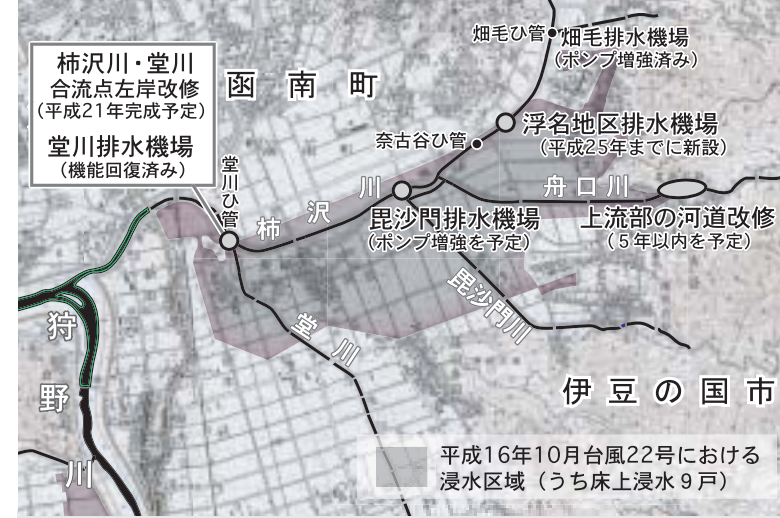 畑毛ひ管
畑毛排水機場
(ポンプ増強済み)
柿沢川・堂川
合流点左岸改修
(平成21年完成予定)
堂川排水機場
(機能回復済み)
函南町
浮名地区排水機場
(平成25年までに新設)
奈古谷ひ管
堂川ひ管
柿沢川
舟口川
毘沙門排水機場
(ポンプ増強を予定)
上流部の河道改修
(５年以内を予定)
毘沙門川
堂川
狩野川
伊豆の国市
平成16年10月台風22号における
浸水区域(うち床上浸水９戸)